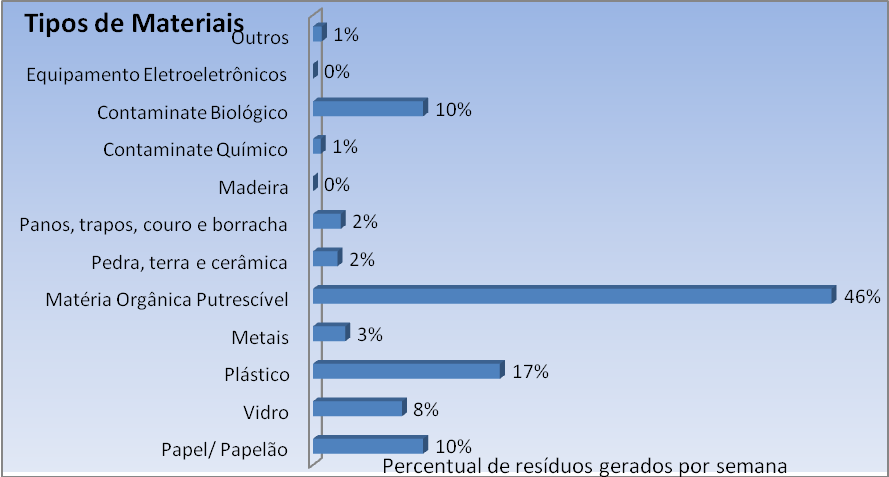 Tipos de Materiais
Outros 1%
Equipamento Eletroeletrônicos 0%
Contaminate Biológico 10%
Contaminate Químico 1%
Madeira 0%
Panos, trapos, couro e borracha 2%
Pedra, terra e cerâmica 2%
Matéria Orgânica Putrescível 46%
Metais 3%
Plástico 17%
Vidro 8%
Papel/ Papelão 10%
Percentual de resíduos gerados por semana